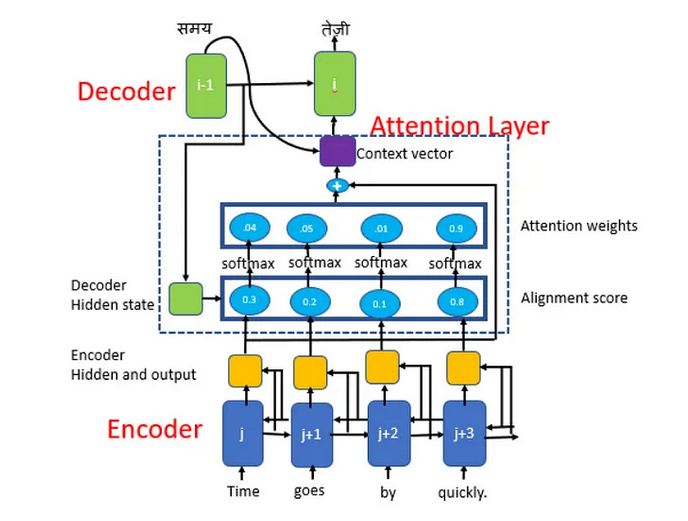 समय तेज़ी
i-1 i
Decoder
Attention Layer
Context vector
+
.04 .05 .01 0.9
Attention weights
softmax softmax softmax softmax
Decoder
Hidden state
0.3 0.2 0.1 0.8
Alignment score
Encoder
Hidden and output
Encoder
j j+1 j+2 j+3
Time goes by quickly.